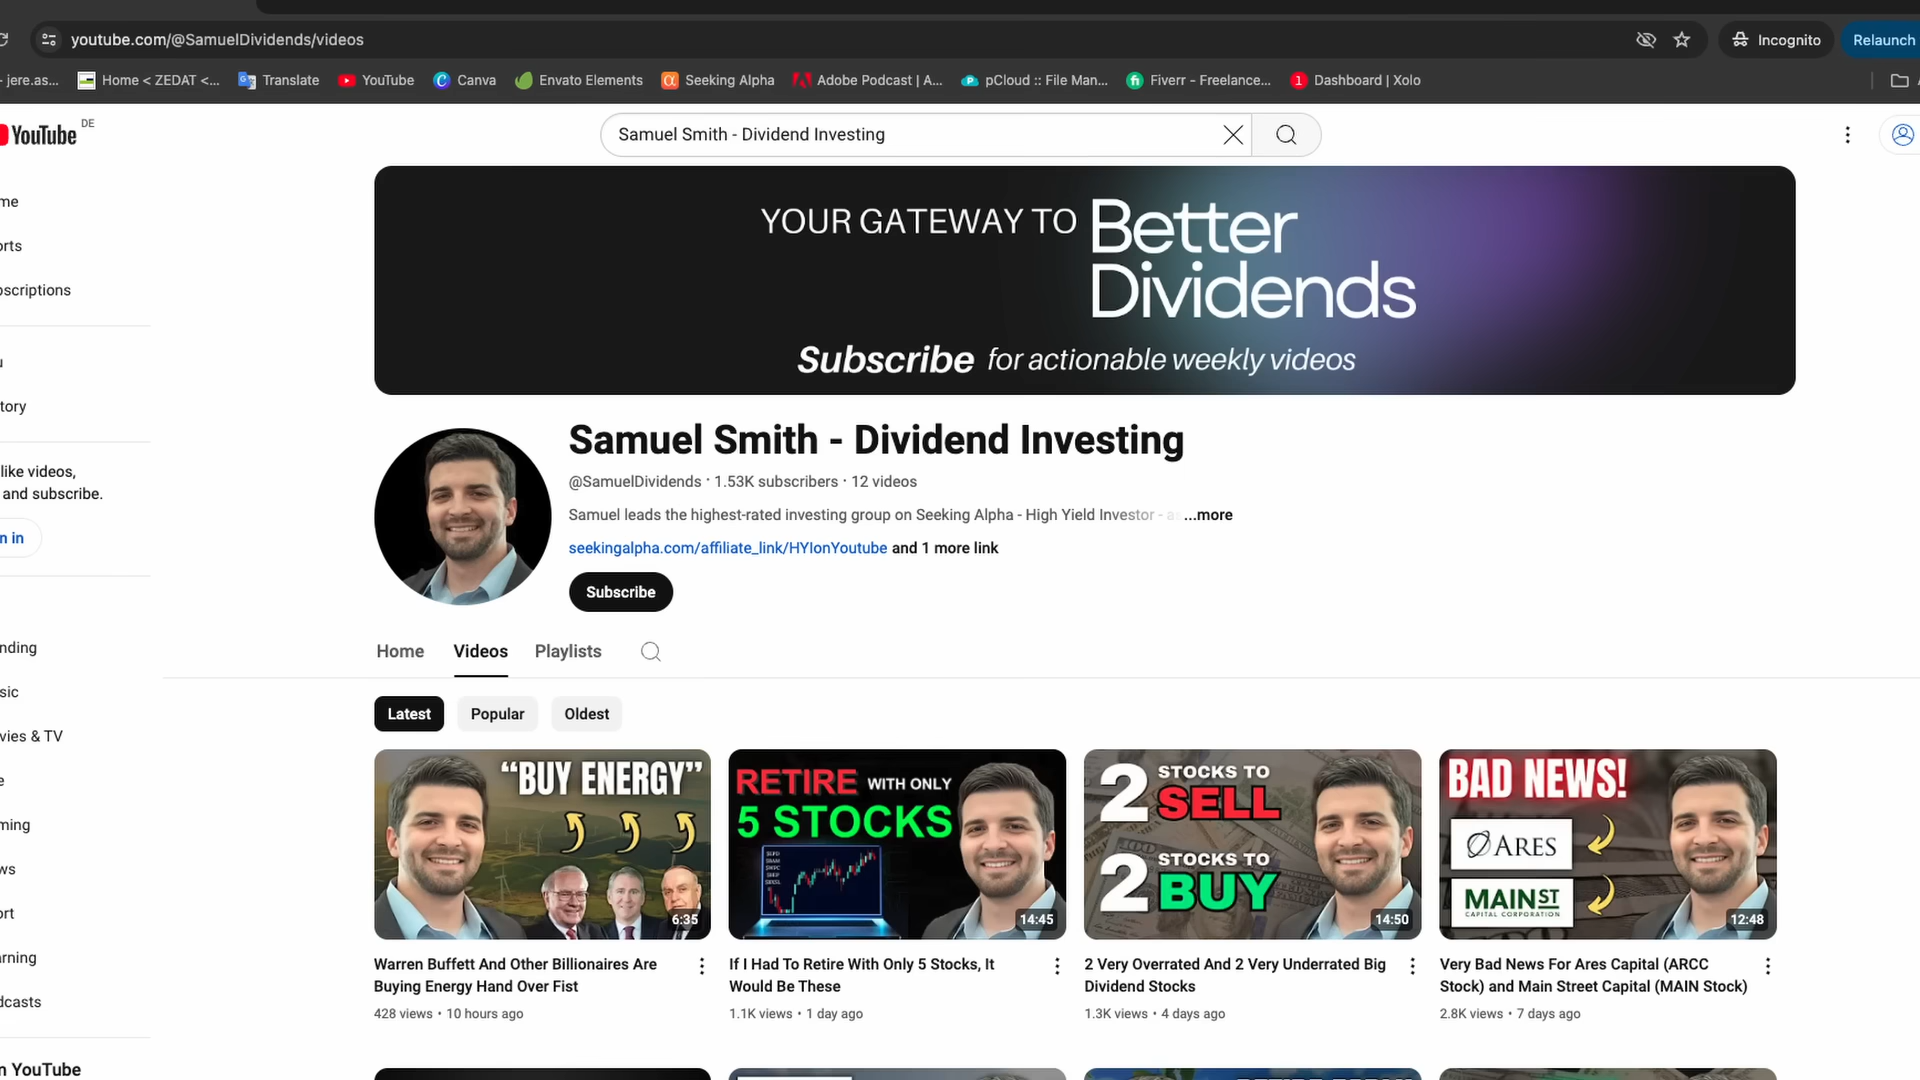 youtube.com/@SamuelDividends/videos
Incognito
Relaunch
- jere.as...
Home < ZEDAT <...
Translate
YouTube
Canva
Envato Elements
Seeking Alpha
Adobe Podcast | A...
pCloud :: File Man...
Fiverr - Freelance...
Dashboard | Xolo
YouTube DE
Samuel Smith - Dividend Investing
me
orts
bscriptions
tory
like videos,
and subscribe.
n in
nding
sic
vies & TV
e
ming
ws
ort
arning
dcasts
n YouTube
YOUR GATEWAY TO Better
Dividends
Subscribe for actionable weekly videos
Samuel Smith - Dividend Investing
@SamuelDividends · 1.53K subscribers · 12 videos
Samuel leads the highest-rated investing group on Seeking Alpha - High Yield Investor - a ...more
seekingalpha.com/affiliate_link/HYIonYoutube and 1 more link
Subscribe
Home
Videos
Playlists
Latest
Popular
Oldest
“BUY ENERGY”
6:35
RETIRE WITH ONLY
5 STOCKS
14:45
2 STOCKS TO
SELL
2 STOCKS TO
BUY
14:50
BAD NEWS!
ARES
MAIN ST
CAPITAL CORPORATION
12:48
Warren Buffett And Other Billionaires Are
Buying Energy Hand Over Fist
428 views • 10 hours ago
If I Had To Retire With Only 5 Stocks, It
Would Be These
1.1K views • 1 day ago
2 Very Overrated And 2 Very Underrated Big
Dividend Stocks
1.3K views • 4 days ago
Very Bad News For Ares Capital (ARCC
Stock) and Main Street Capital (MAIN Stock)
2.8K views • 7 days ago